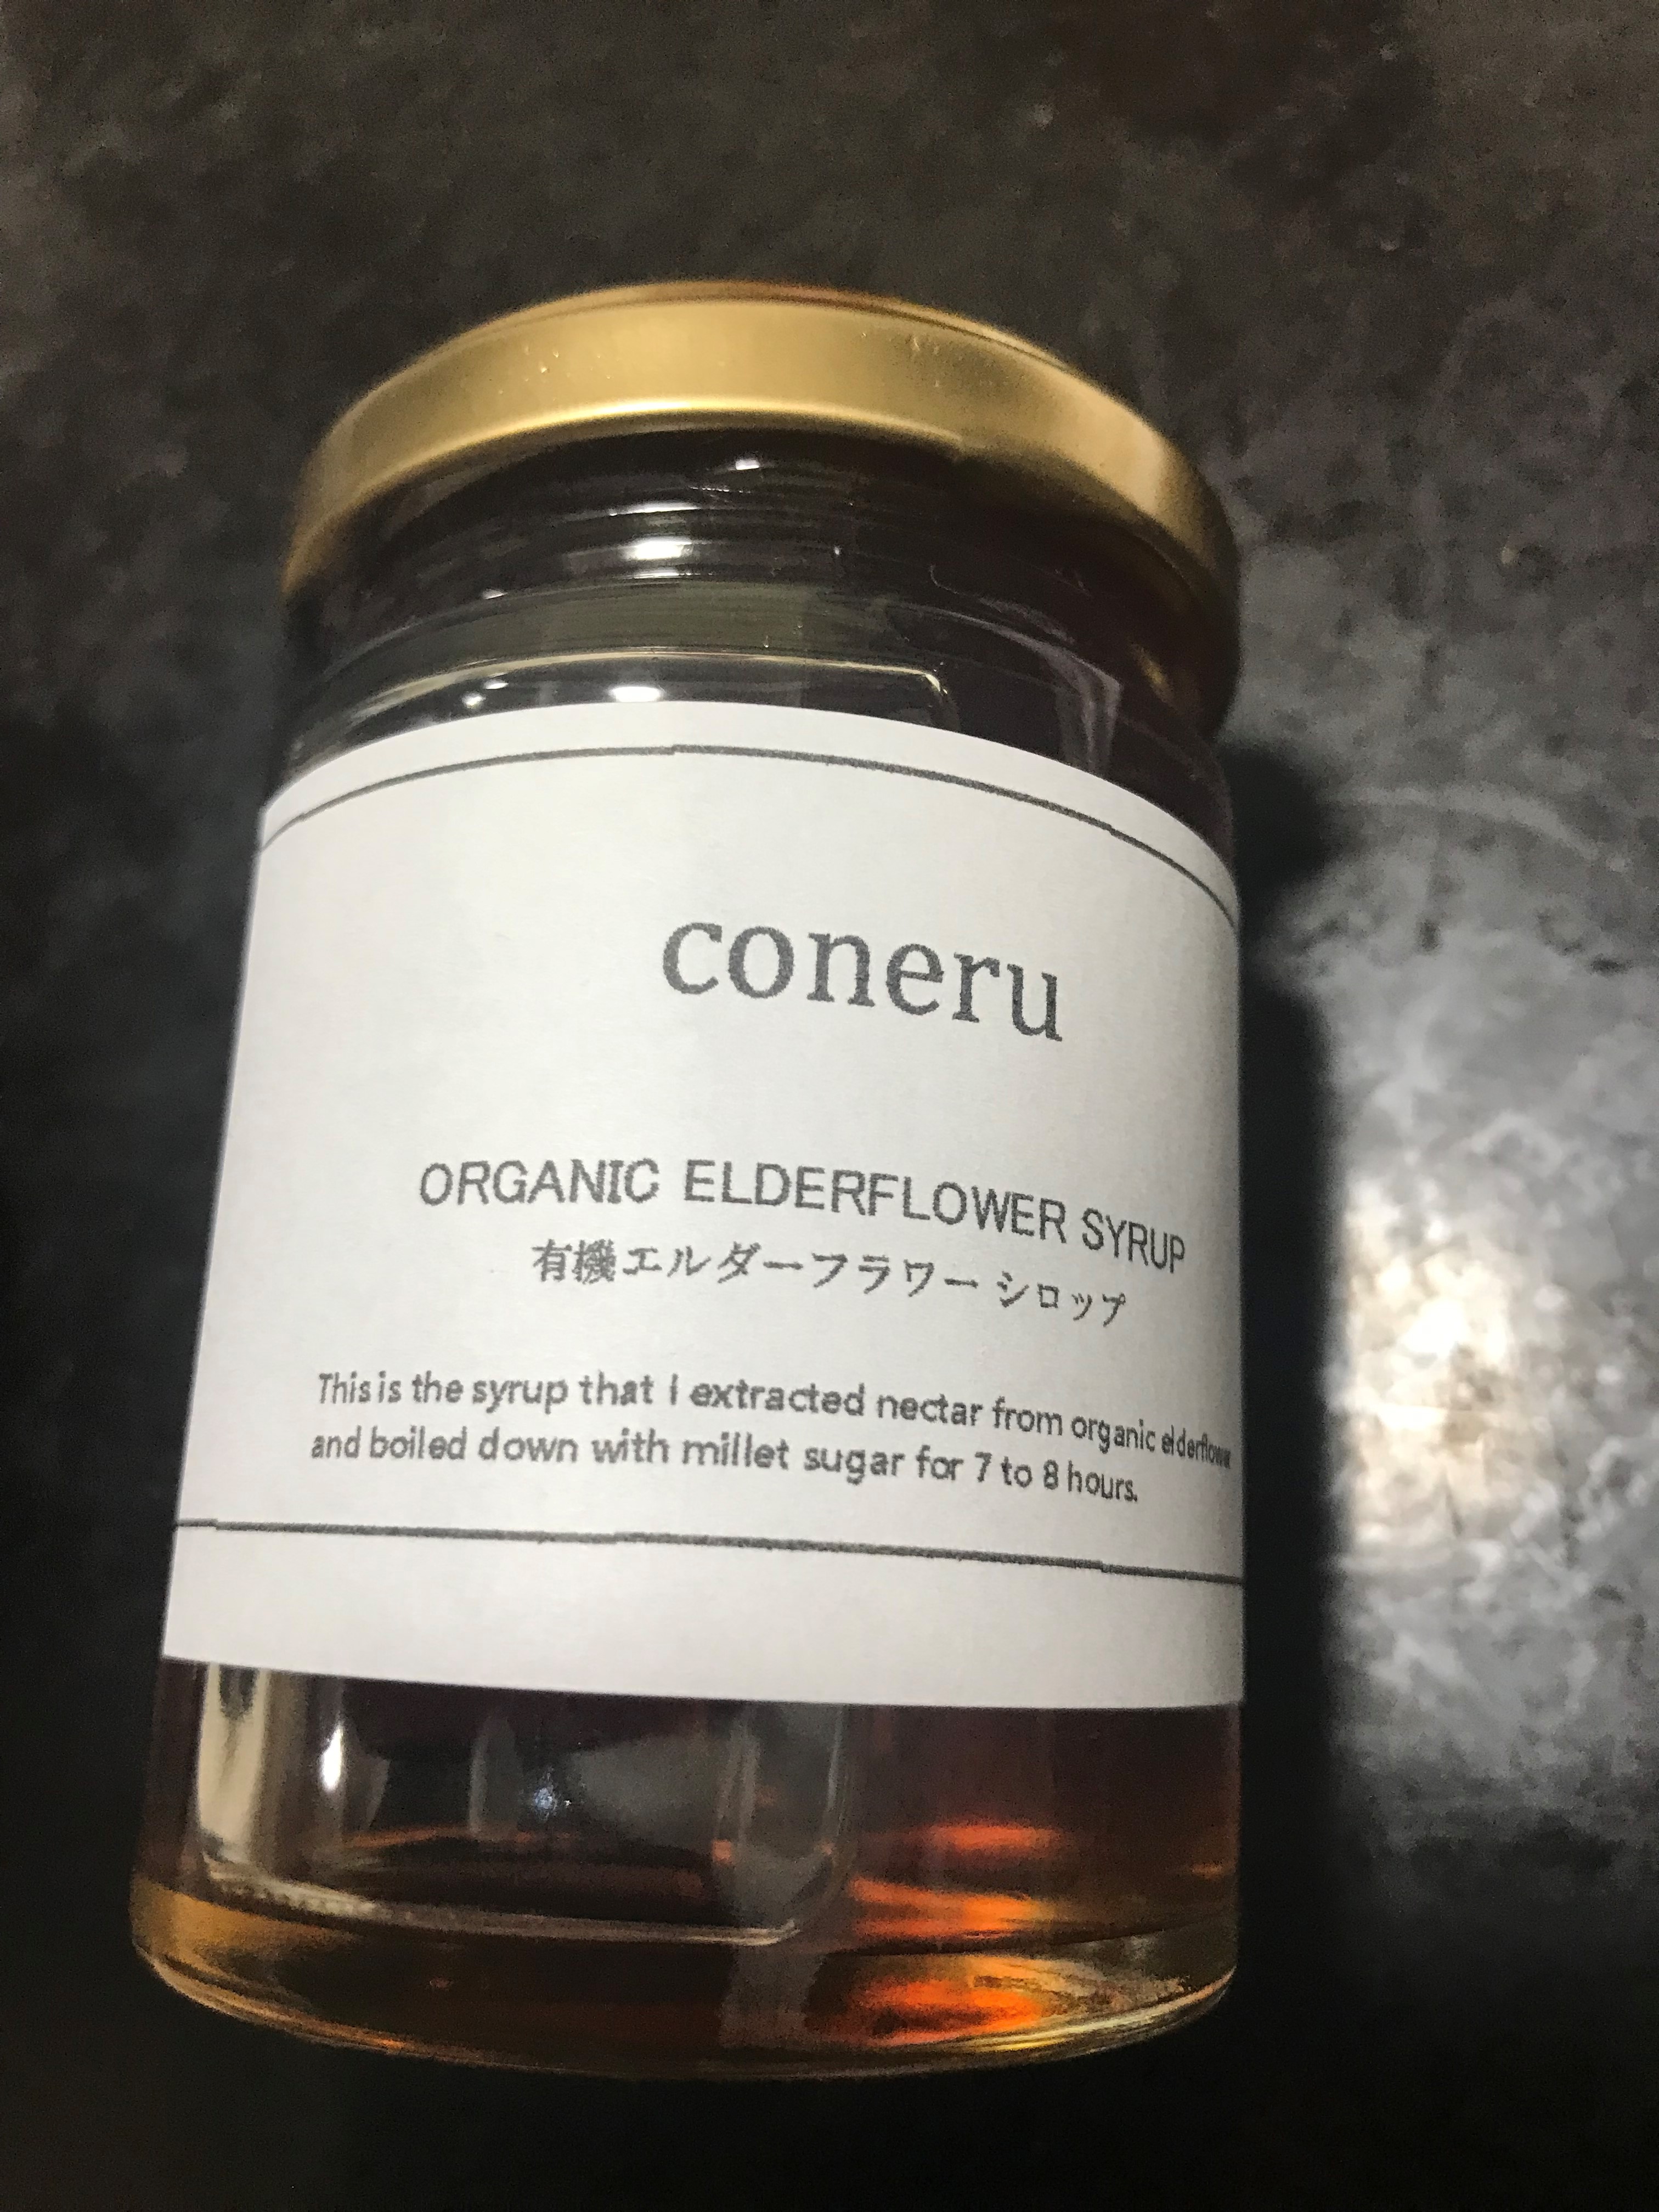 coneru
ORGANIC ELDERFLOWER SYRUP
有機エルダーフラワー シロップ
This is the syrup that I extracted nectar from organic elderflower
and boiled down with millet sugar for 7 to 8 hours.